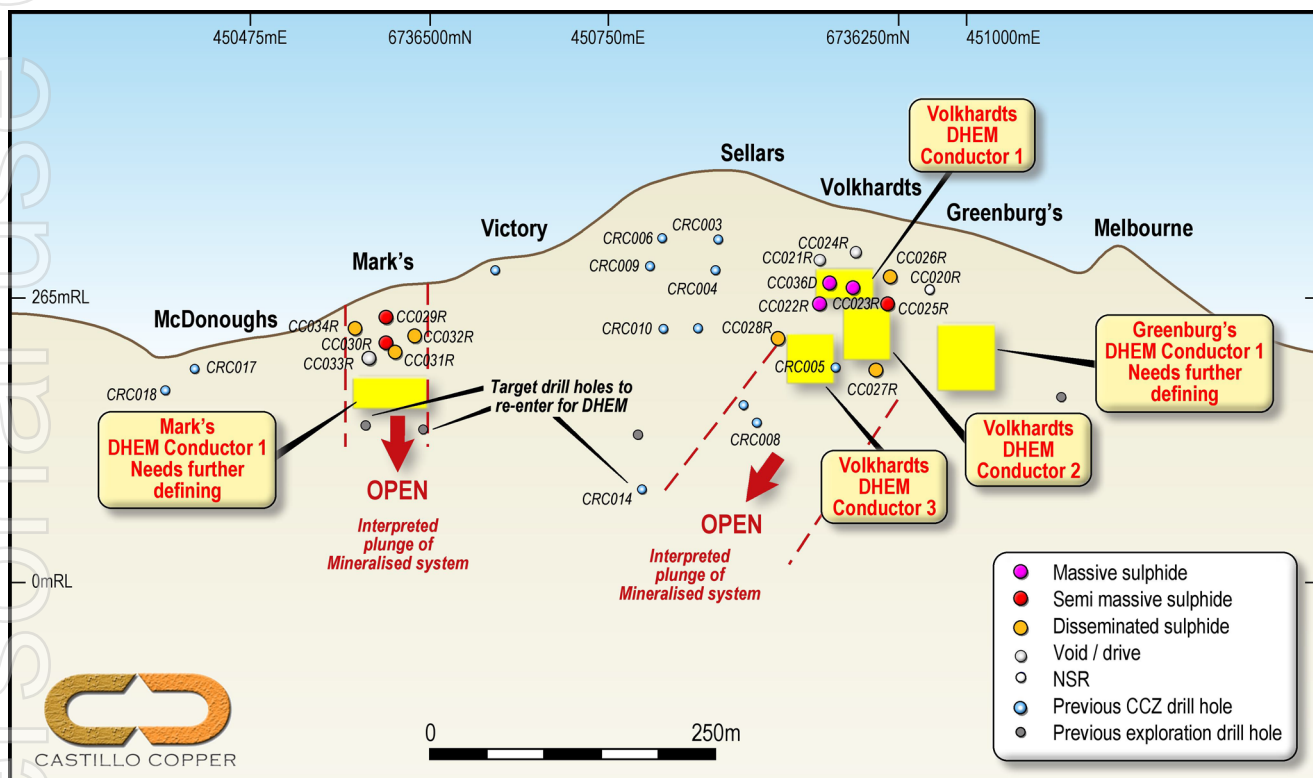 450475mE
6736500mN
450750mE
6736250mN
451000mE
Volkhardts
DHEM
Conductor 1
Sellars
Volkhardts
Greenburg's
Melbourne
Victory
Mark's
McDonoughs
265mRL
0mRL
CRC006
CRC003
CRC009
CRC004
CRC010
CC024R
CC021R
CC026R
CC036D
CC020R
CC022R
CC023R
CC025R
CC028R
CRC005
CC027R
CC034R
CC029R
CC030R
CC032R
CC033R
CC031R
CRC017
CRC018
CRC008
CRC014
Target drill holes to
re-enter for DHEM
Mark's
DHEM Conductor 1
Needs further
defining
Greenburg's
DHEM Conductor 1
Needs further
defining
Volkhardts
DHEM
Conductor 2
Volkhardts
DHEM
Conductor 3
OPEN
Interpreted
plunge of
Mineralised system
OPEN
Interpreted
plunge of
Mineralised system
Massive sulphide
Semi massive sulphide
Disseminated sulphide
Void / drive
NSR
Previous CCZ drill hole
Previous exploration drill hole
CASTILLO COPPER
0
250m